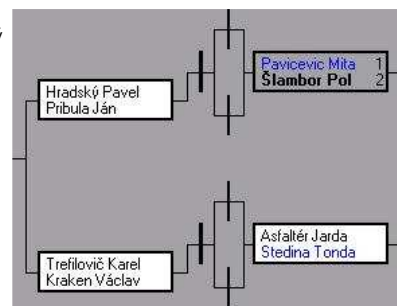 Pavicevic Mita 1
Šlambor Pol 2
Hradský Pavel
Pribula Ján
Asfaltér Jarda
Stedina Tonda
Trefilovič Karel
Kraken Václav